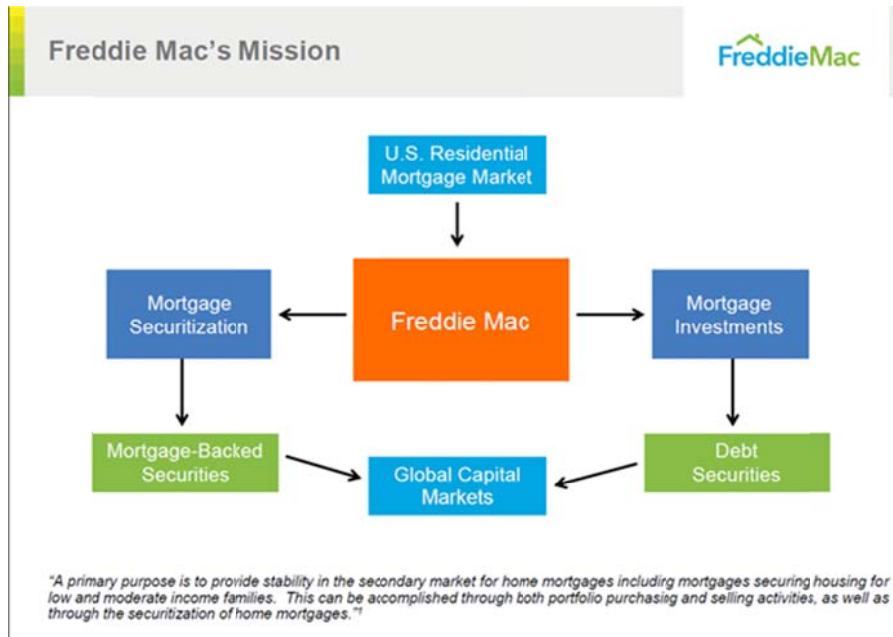 Freddie Mac's Mission
FreddieMac
U.S. Residential
Mortgage Market
Mortgage
Securitization
Freddie Mac
Mortgage
Investments
Mortgage-Backed
Securities
Global Capital
Markets
Debt
Securities
"A primary purpose is to provide stability in the secondary market for home mortgages including mortgages securing housing for
low and moderate income families. This can be accomplished through both portfolio purchasing and selling activities, as well as
through the securitization of home mortgages."¹